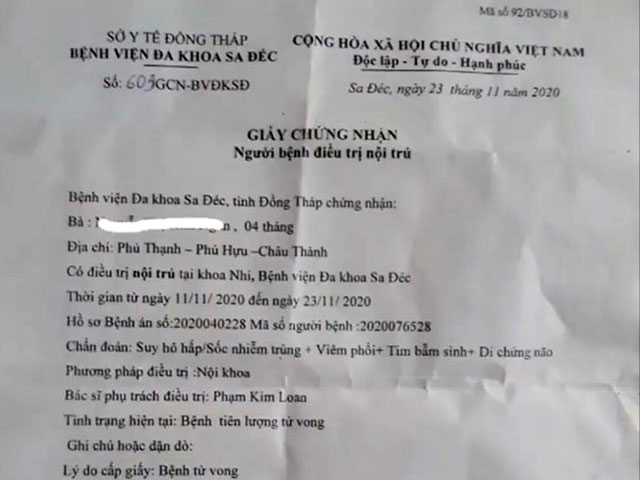 Mã số 92/BVSD18
SỞ Y TẾ ĐỒNG THÁP
BỆNH VIỆN ĐA KHOA SA ĐÉC
Số: 609GCN-BVĐKSĐ
CỘNG HÒA XÃ HỘI CHỦ NGHĨA VIỆT NAM
Độc lập - Tự do - Hạnh phúc
Sa Đéc, ngày 23 tháng 11 năm 2020
GIẤY CHỨNG NHẬN
Người bệnh điều trị nội trú
Bệnh viện Đa khoa Sa Đéc, tỉnh Đồng Tháp chứng nhận:
Bà : , 04 tháng
Địa chỉ: Phú Thạnh – Phú Hựu –Châu Thành
Có điều trị nội trú tại khoa Nhi, Bệnh viện Đa khoa Sa Đéc
Thời gian từ ngày 11/11/ 2020 đến ngày 23/11/ 2020
Hồ sơ Bệnh án số:2020040228 Mã số người bệnh :2020076528
Chẩn đoán: Suy hô hấp/Sốc nhiễm trùng + Viêm phổi+ Tim bẩm sinh+ Di chứng não
Phương pháp điều trị :Nội khoa
Bác sĩ phụ trách điều trị: Phạm Kim Loan
Tình trạng hiện tại: Bệnh tiên lượng tử vong
Ghi chú hoặc dặn dò:
Lý do cấp giấy: Bệnh tử vong